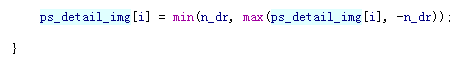 ps_detail_img[i] = min(n_dr, max(ps_detail_img[i], -n_dr));
}